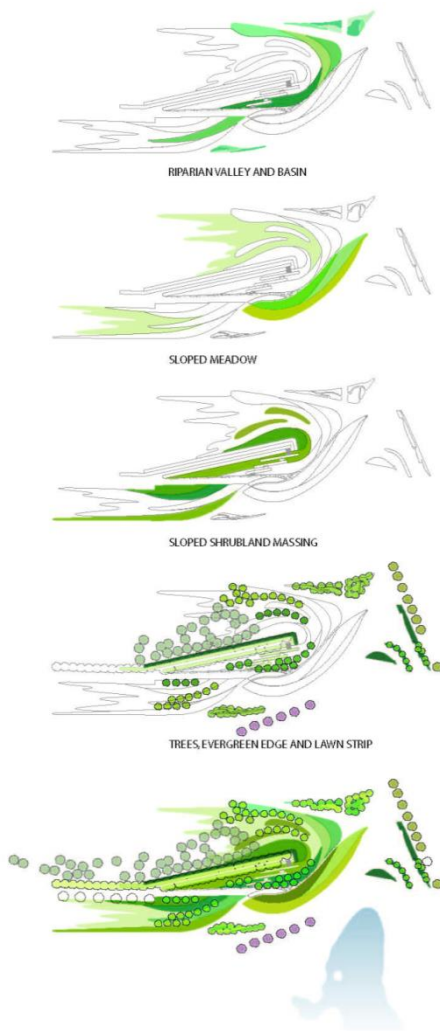 RIPARIAN VALLEY AND BASIN
SLOPED MEADOW
SLOPED SHRUBLAND MASSING
TREES, EVERGREEN EDGE AND LAWN STRIP